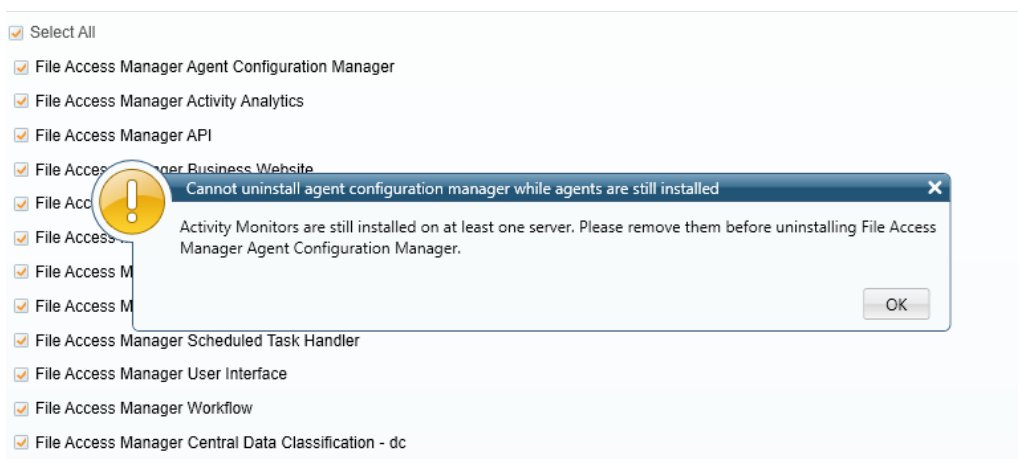 Select All
File Access Manager Agent Configuration Manager
File Access Manager Activity Analytics
File Access Manager API
File Acces ager Business Website
Cannot uninstall agent configuration manager while agents are still installed
File Acc
Activity Monitors are still installed on at least one server. Please remove them before uninstalling File Access
Manager Agent Configuration Manager.
File Access
File Access M
File Access M
OK
File Access Manager Scheduled Task Handler
File Access Manager User Interface
File Access Manager Workflow
File Access Manager Central Data Classification - dc